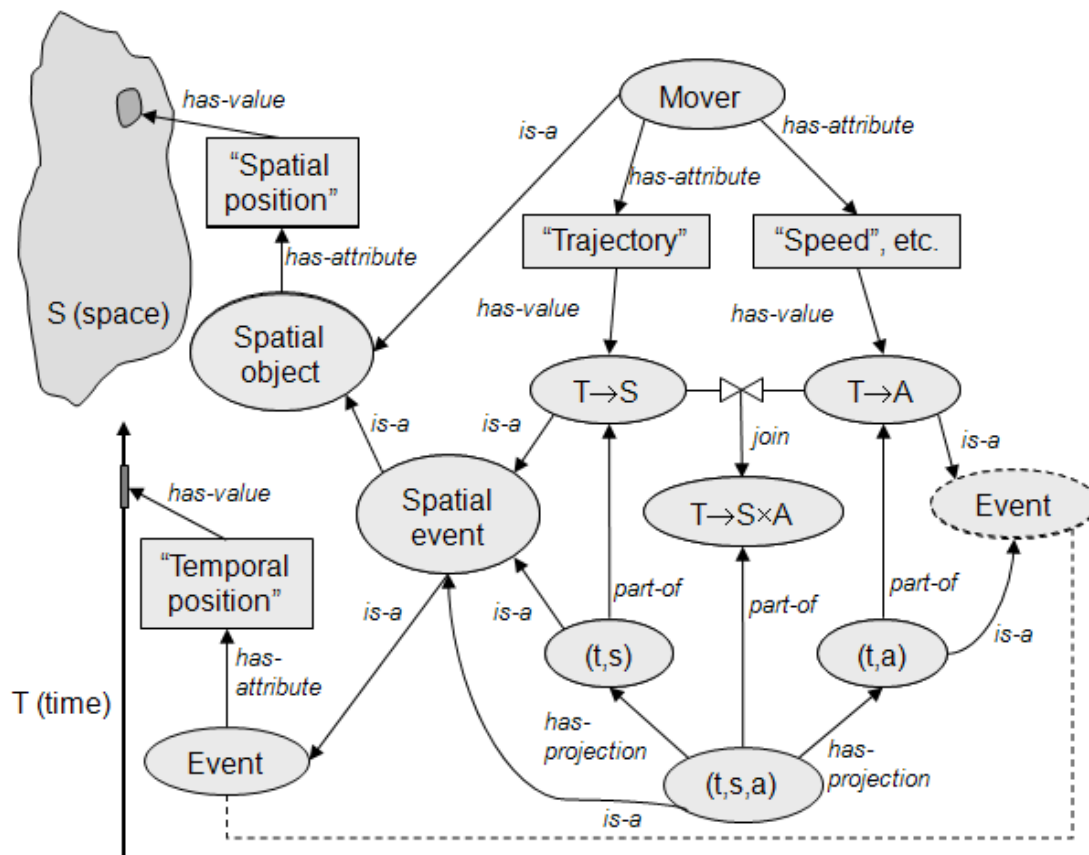 Mover
has-value
is-a
has-attribute
“Spatial
position”
has-attribute
“Trajectory”
“Speed”, etc.
has-attribute
S (space)
has-value
has-value
Spatial
object
T→S
T→A
is-a
is-a
join
is-a
has-value
Spatial
event
T→S×A
Event
“Temporal
position”
is-a
is-a
part-of
part-of
part-of
is-a
(t,s)
(t,a)
has-
attribute
T (time)
has-
projection
has-
projection
Event
(t,s,a)
is-a